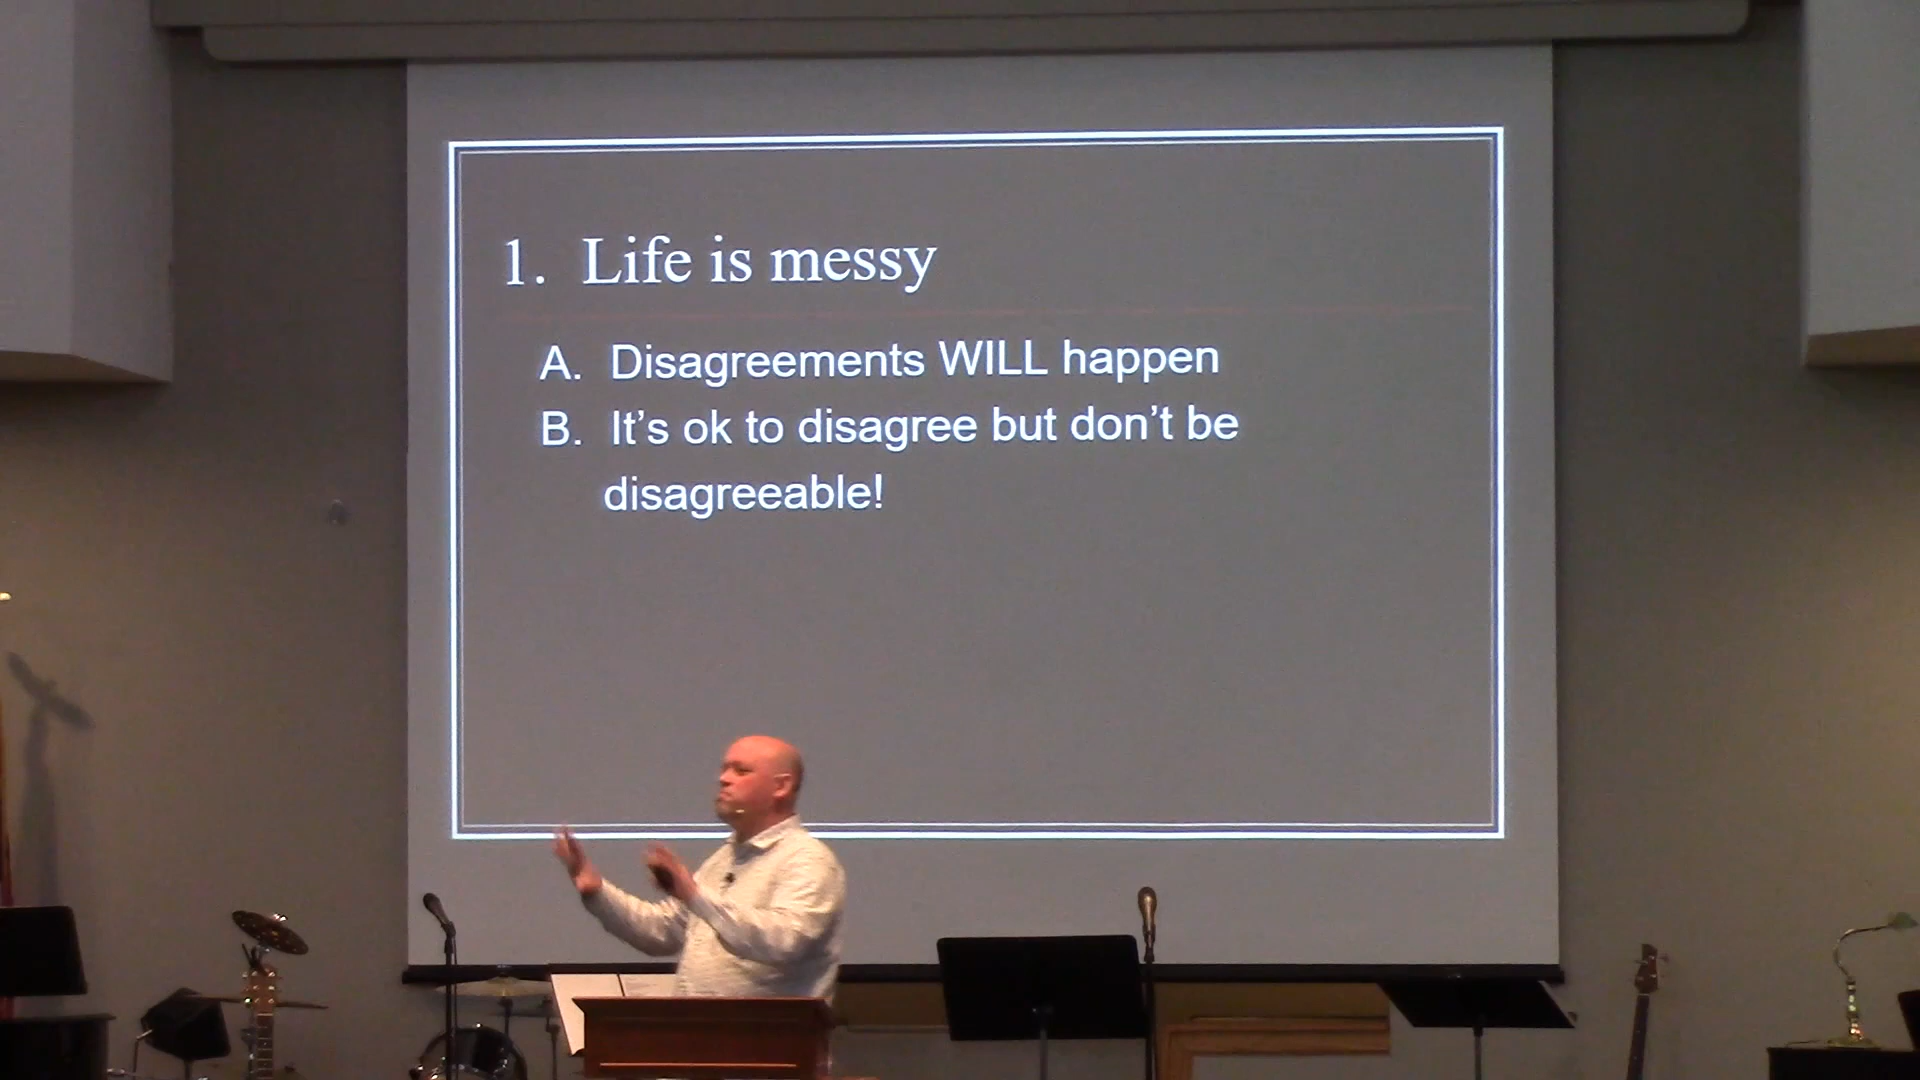 1. Life is messy
A. Disagreements WILL happen
B. It’s ok to disagree but don’t be
disagreeable!